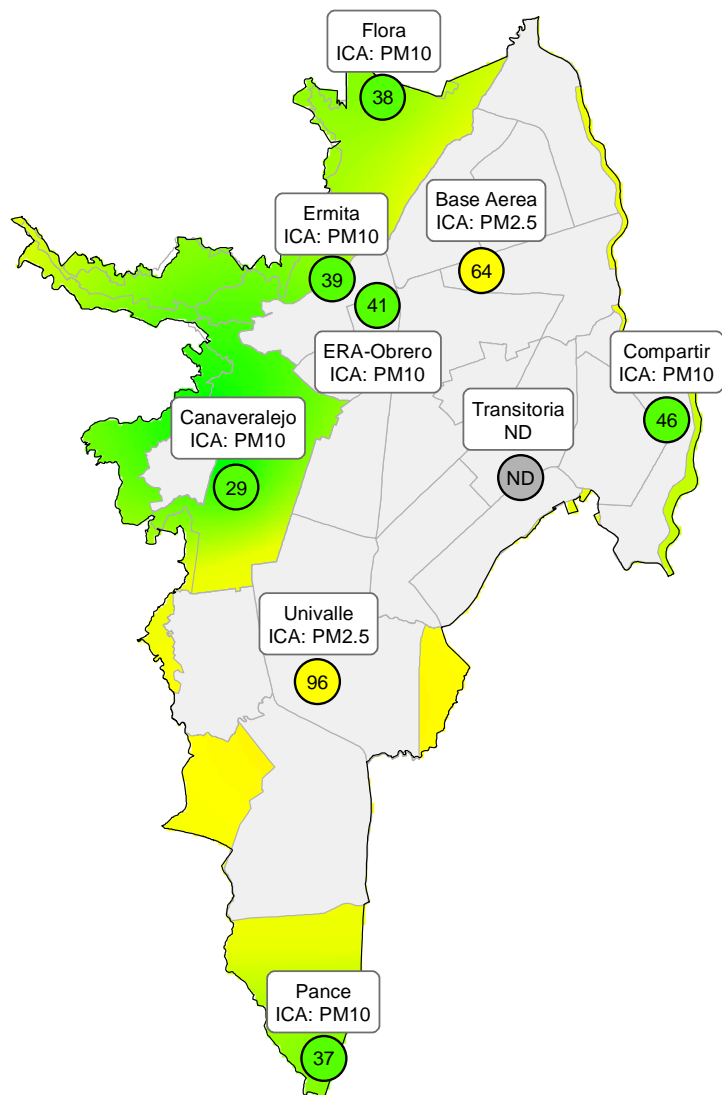 Flora
ICA: PM10
38
Ermita
ICA: PM10
39
Base Aerea
ICA: PM2.5
64
41
ERA-Obrero
ICA: PM10
Compartir
ICA: PM10
46
Canaveralejo
ICA: PM10
29
Transitoria
ND
ND
Univalle
ICA: PM2.5
96
Pance
ICA: PM10
37